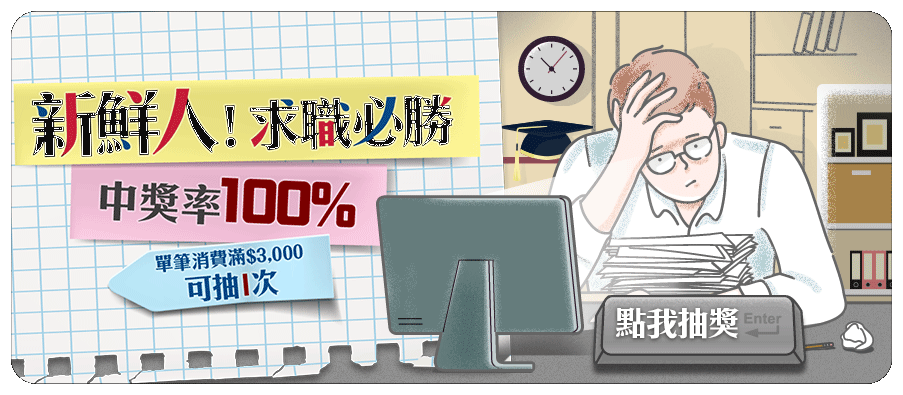 新鮮人！求職必勝
中獎率100%
單筆消費滿$3,000
可抽1次
點我抽獎
Enter